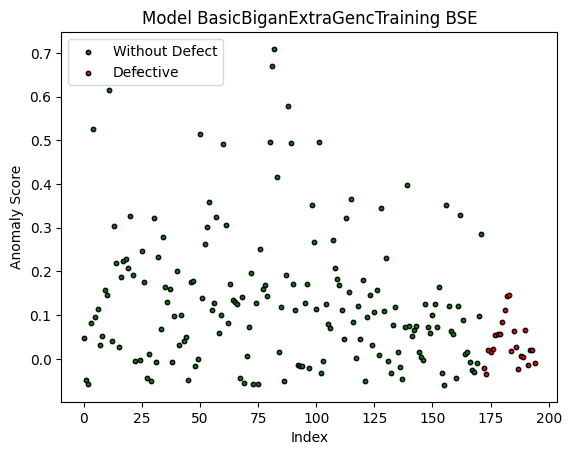 Model BasicBiganExtraGencTraining BSE
Without Defect
Defective
Anomaly Score
0.7
0.6
0.5
0.4
0.3
0.2
0.1
0.0
0 25 50 75 100 125 150 175 200
Index